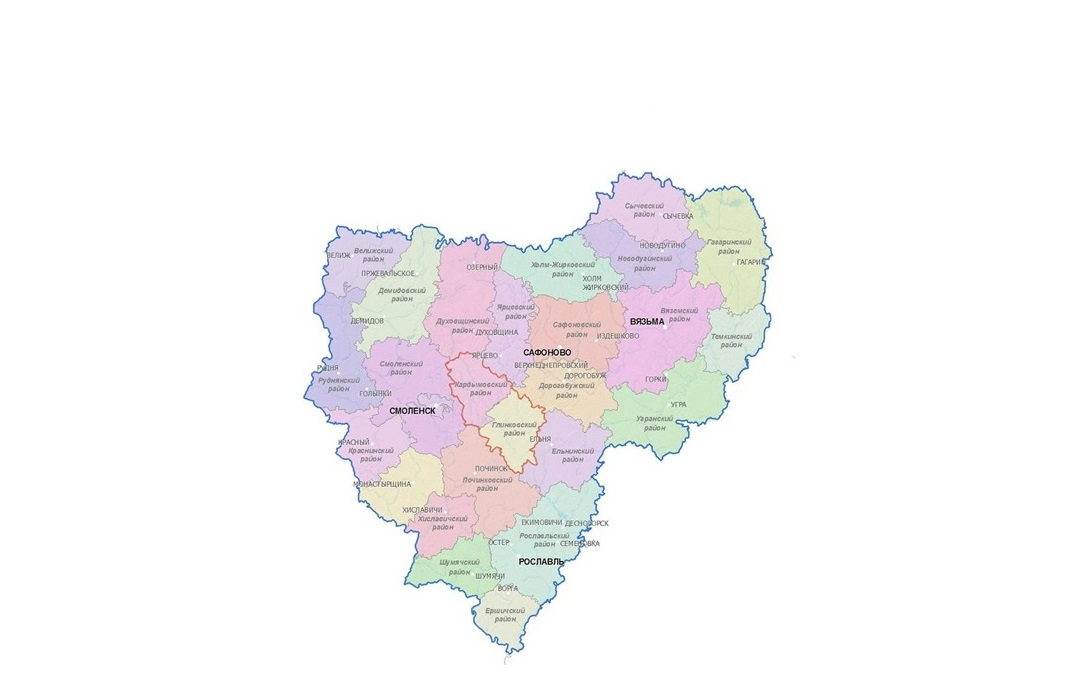 Сычевский
район
СЫЧЕВКА
Гагаринский
район
ГАГАРИН
НОВОДУГИНО
Новодугинский
район
ВЕЛИЖ
Велижский
район
ПРЖЕВАЛЬСКОЕ
ОЗЕРНЫЙ
Холм-Жирковский
район
ХОЛМ
ЖИРКОВСКИЙ
Демидовский
район
ДЕМИДОВ
Духовщинский
район
ДУХОВЩИНА
Ярцевский
район
Сафоновский
район
ИЗДЕШКОВО
ВЯЗЬМА
Вяземский
район
Темкинский
район
САФОНОВО
ЯРЦЕВО
ВЕРХНЕДНЕПРОВСКИЙ
ДОРОГОБУЖ
Дорогобужский
район
ГОРКИ
РУДНЯ
Руднянский
район
ГОЛЫНКИ
Смоленский
район
СМОЛЕНСК
Кардымовский
район
Глинковский
район
УГРА
Угранский
район
КРАСНЫЙ
Краснинский
район
ЕЛЬНЯ
Ельнинский
район
МОНАСТЫРЩИНА
ПОЧИНОК
Починковский
район
ХИСЛАВИЧИ
Хиславичский
район
ЕКИМОВИЧИ
ДЕСНОГОРСК
Рославльский
район
ОСТЕР
СЕМЕНОВКА
РОСЛАВЛЬ
Шумячский
район
ШУМЯЧИ
ВОРГА
Ершичский
район